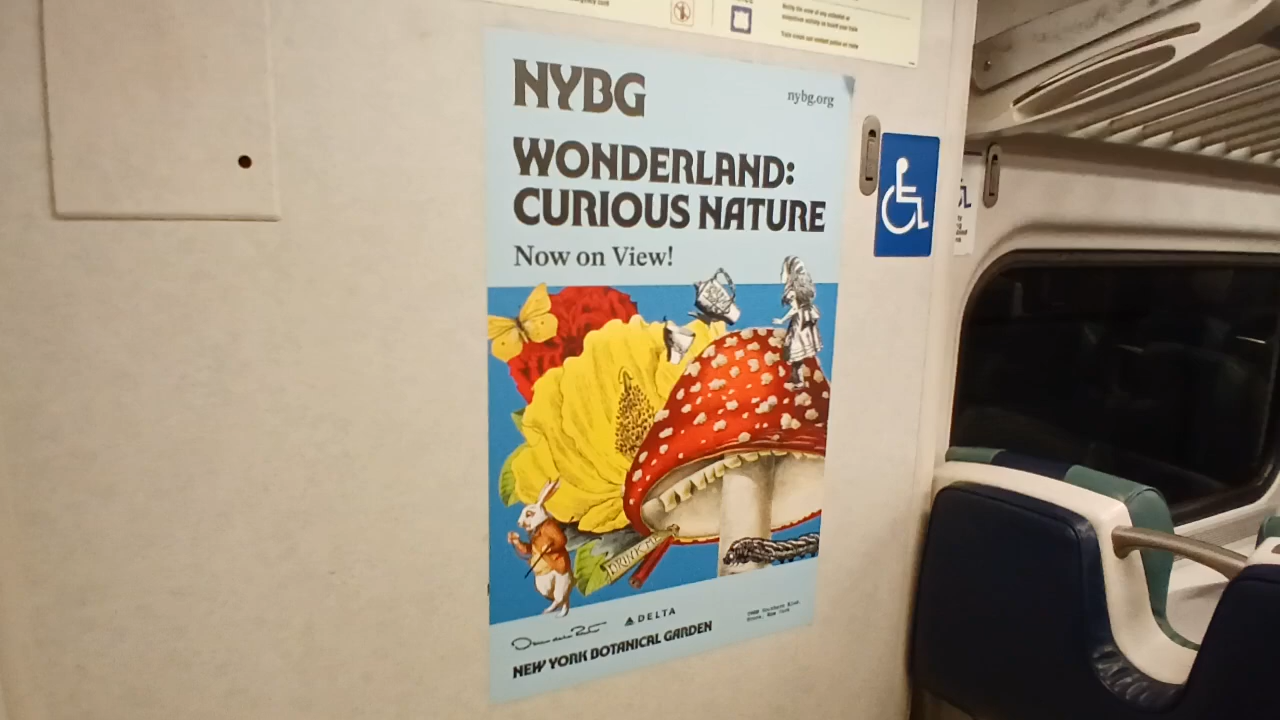 NYBG
nybg.org
WONDERLAND:
CURIOUS NATURE
Now on View!
DRINK ME
DELTA
NEW YORK BOTANICAL GARDEN